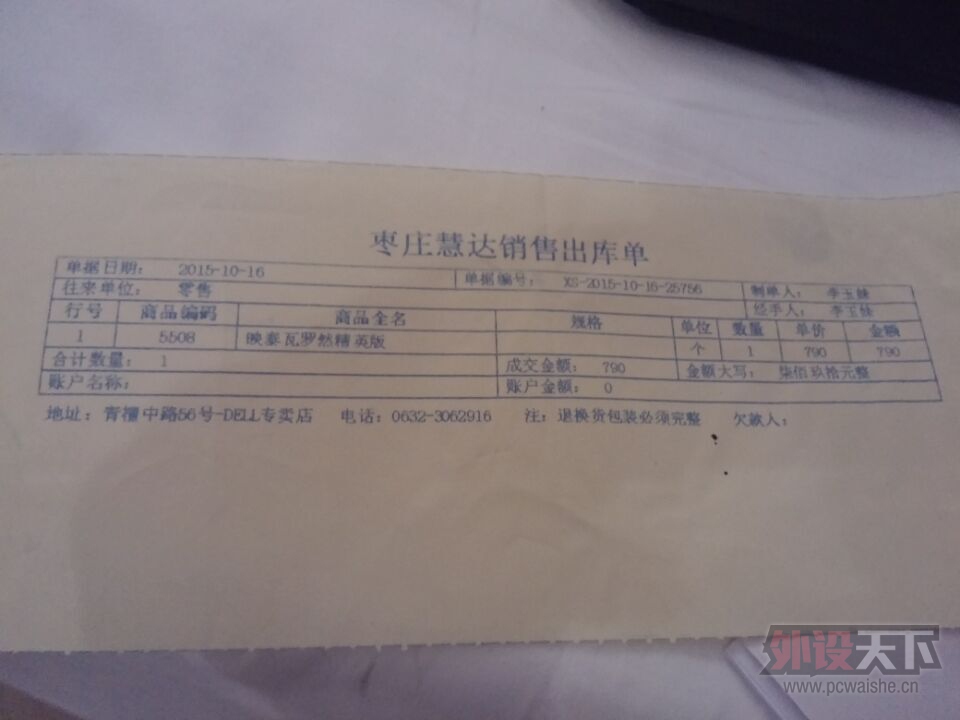 枣庄慧达销售出库单
单据日期： 2015-10-16 单据编号： XS-2015-10-16-25756 制单人： 李玉妹
往来单位： 零售 经手人： 李玉妹
行号 商品编码 商品全名 规格 单位 数量 单价 金额
1 5508 映泰瓦罗然精英版 个 1 790 790
合计数量： 1 成交金额： 790 金额大写： 柒佰玖拾元整
账户名称： 账户金额： 0
地址：青檀中路56号-DELL专卖店 电话：0632-3062916 注：退换货包装必须完整 欠款人：
外设天下
www.pcwaishe.cn